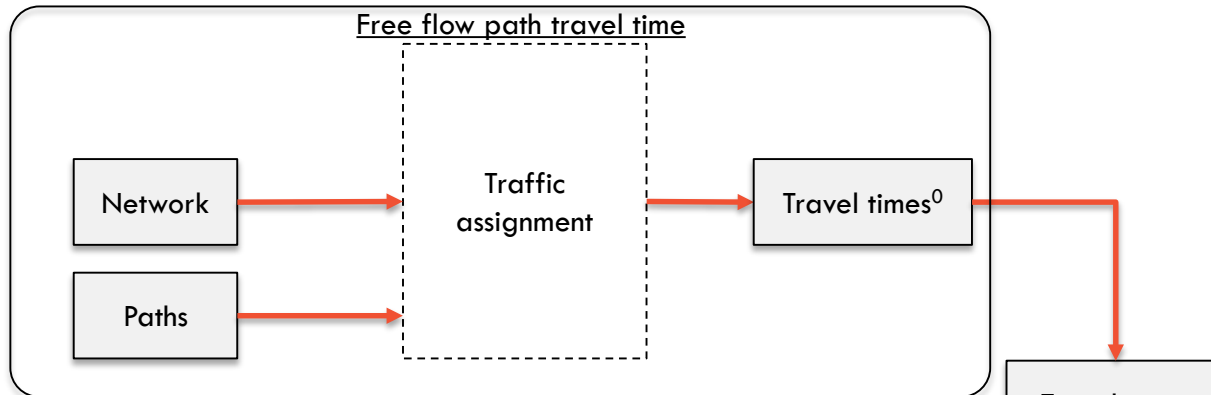 Free flow path travel time
Network
Traffic
assignment
Travel times⁰
Paths